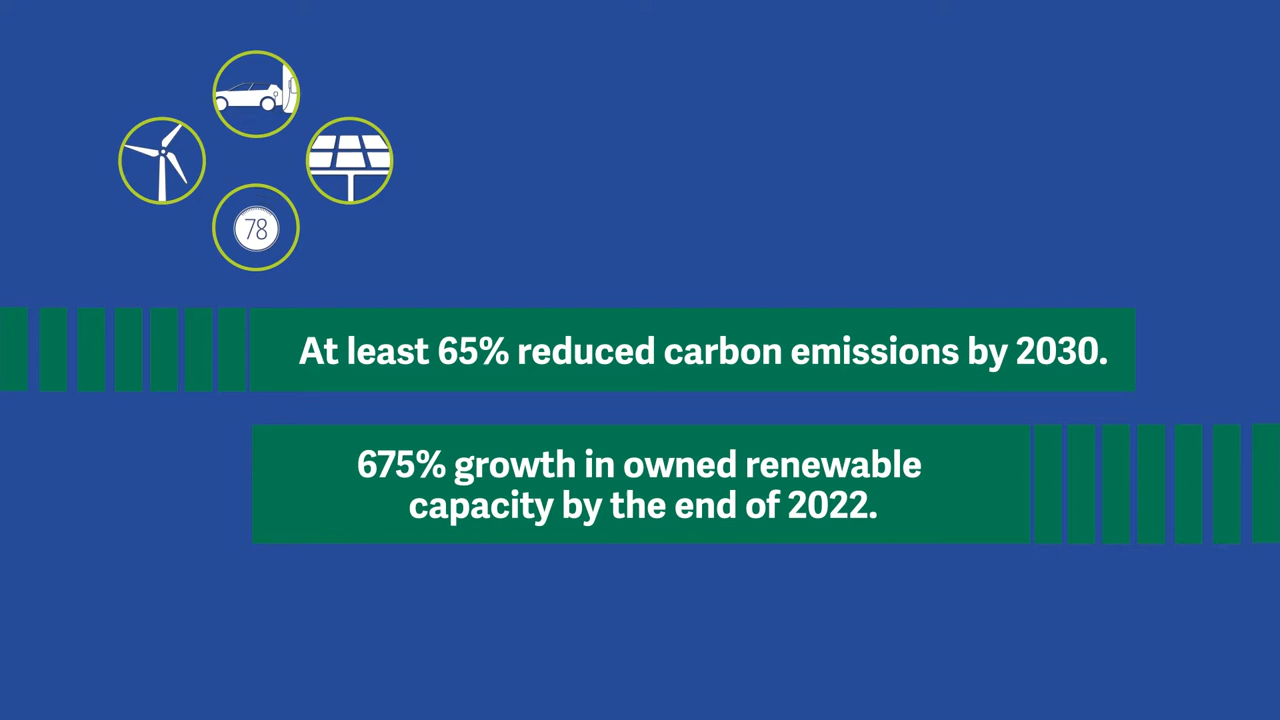 78
At least 65% reduced carbon emissions by 2030.
675% growth in owned renewable
capacity by the end of 2022.